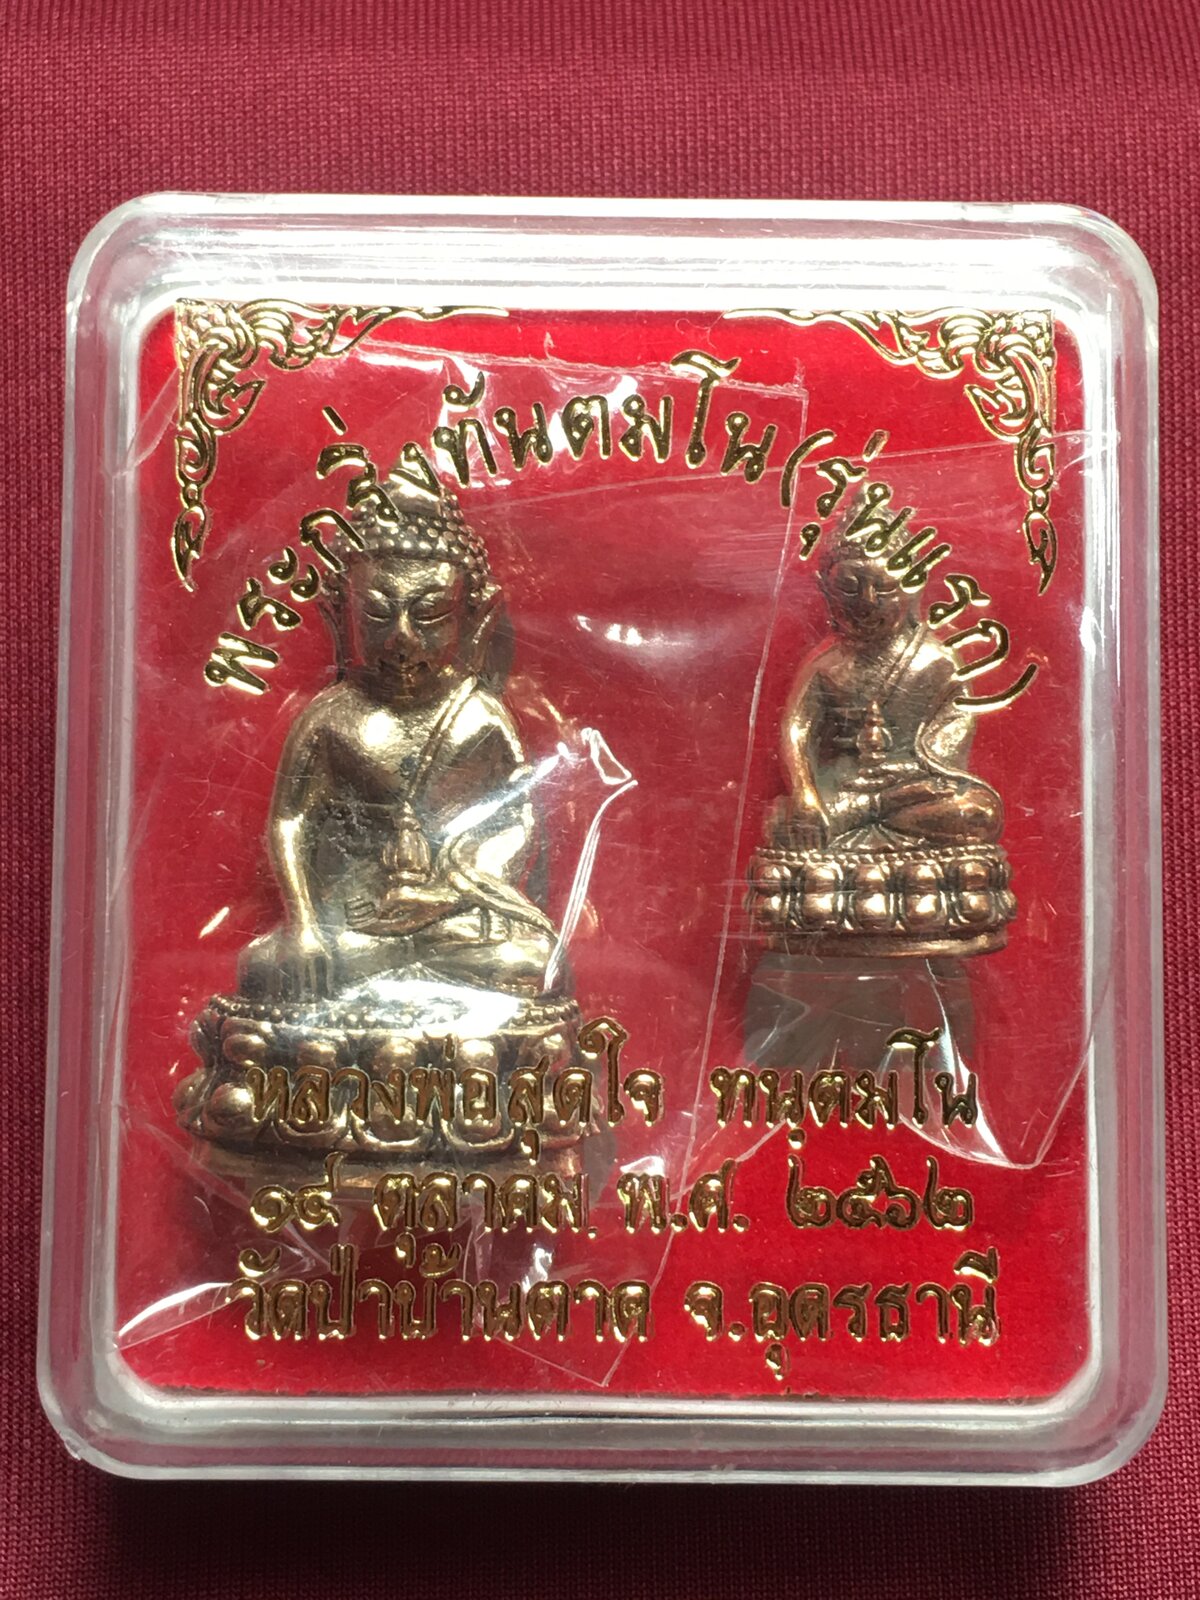 พระกริ่งทันตมโน(รุ่นแรก)
หลวงพ่อสุดใจ ทนฺตมโน
๑๔ ตุลาคม พ.ศ. ๒๕๖๒
วัดป่าบ้านตาด จ.อุดรธานี